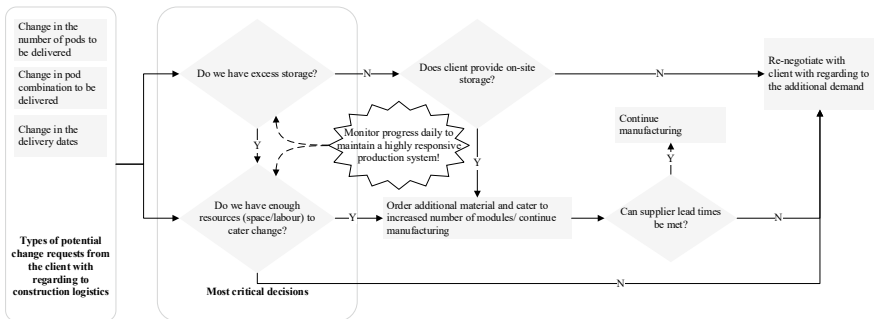 Change in the
number of pods to
be delivered
Change in pod
combination to be
delivered
Change in the
delivery dates
Types of potential
change requests from
the client with
regarding to
construction logistics
Do we have excess storage?
N
Does client provide on-site
storage?
N
Re-negotiate with
client with regarding to
the additional demand
Y
Monitor progress daily to
maintain a highly responsive
production system!
Y
Continue
manufacturing
Y
Do we have enough
resources (space/labour) to
cater change?
Y
Order additional material and cater to
increased number of modules/ continue
manufacturing
Can supplier lead times
be met?
N
N
Most critical decisions